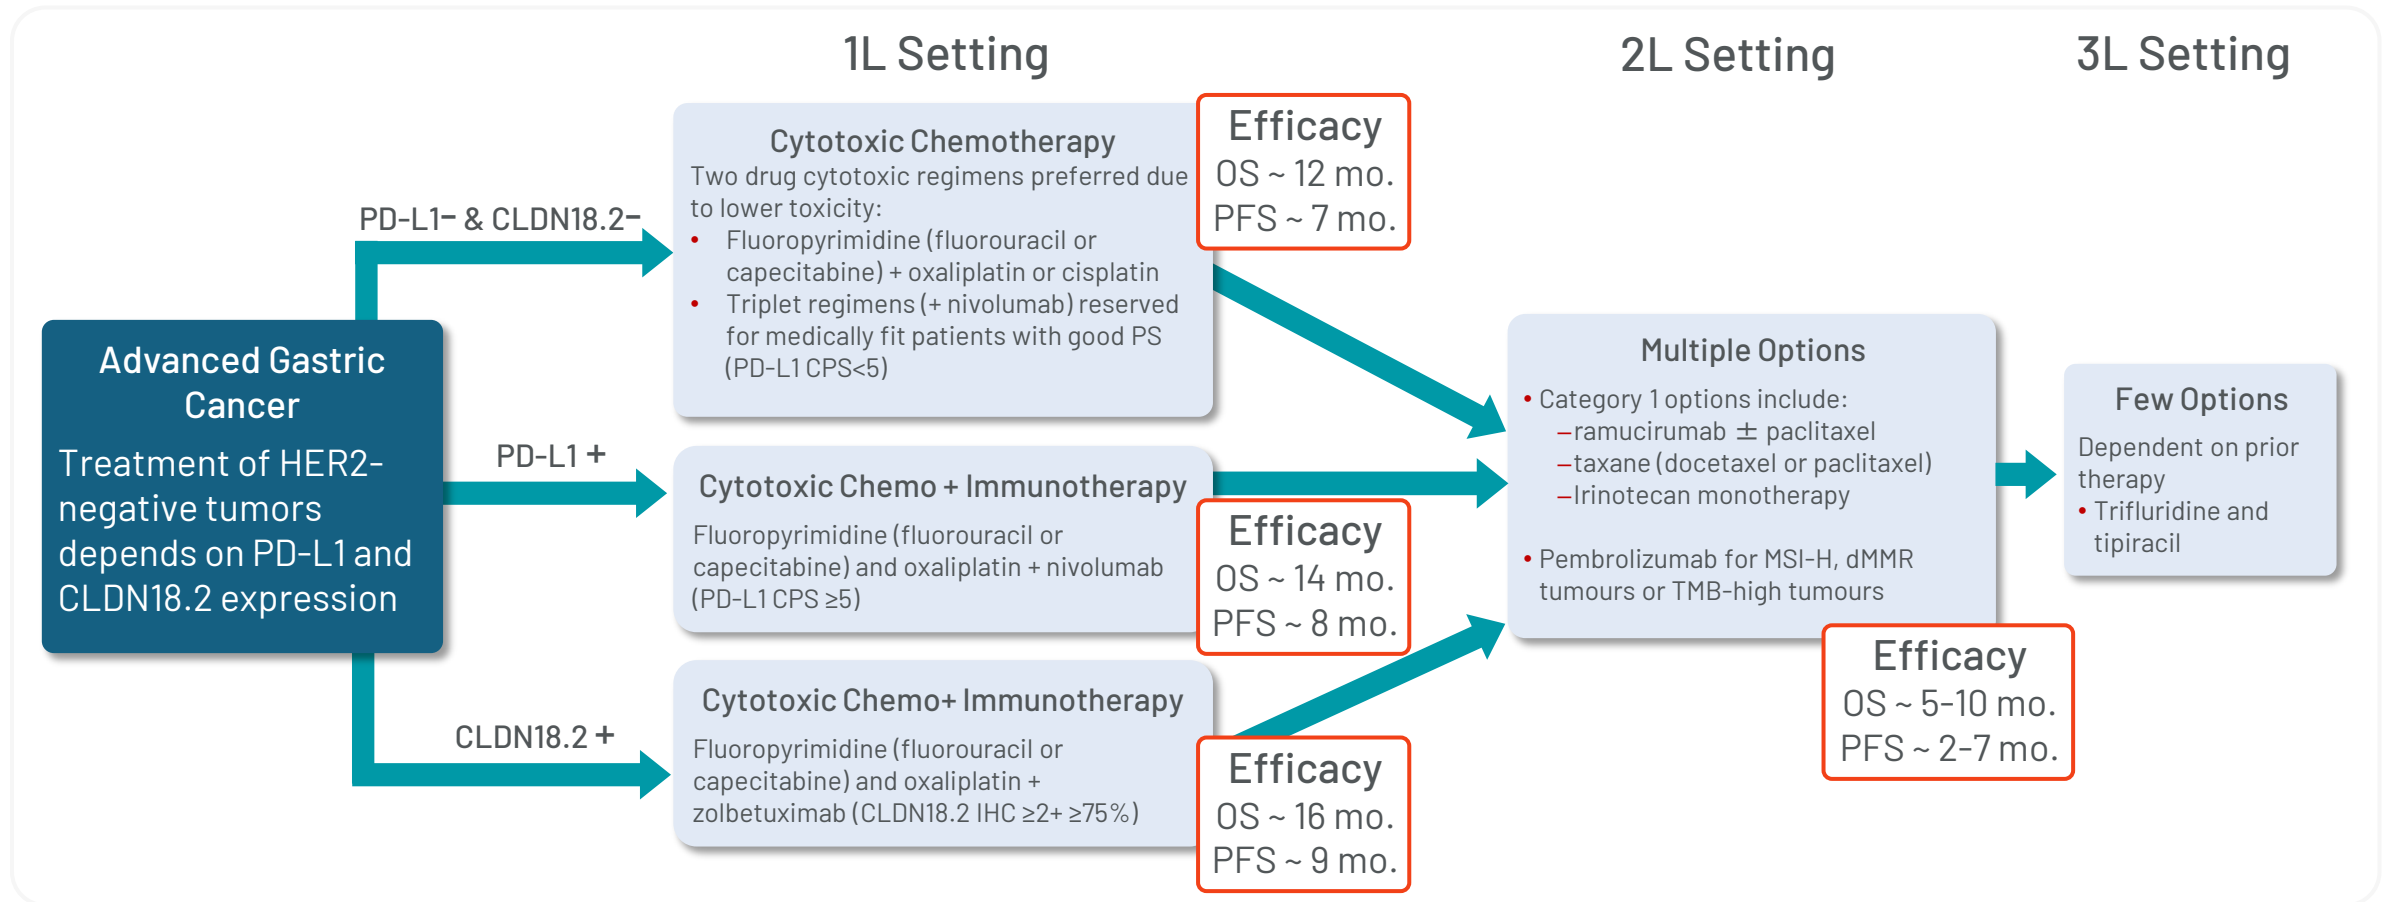 1L Setting
2L Setting
3L Setting
Advanced Gastric
Cancer
Treatment of HER2-
negative tumors
depends on PD-L1 and
CLDN18.2 expression
PD-L1− & CLDN18.2−
Cytotoxic Chemotherapy
Two drug cytotoxic regimens preferred due
to lower toxicity:
• Fluoropyrimidine (fluorouracil or
capecitabine) + oxaliplatin or cisplatin
• Triplet regimens (+ nivolumab) reserved
for medically fit patients with good PS
(PD-L1 CPS<5)
Efficacy
OS ~ 12 mo.
PFS ~ 7 mo.
PD-L1 +
Cytotoxic Chemo + Immunotherapy
Fluoropyrimidine (fluorouracil or
capecitabine) and oxaliplatin + nivolumab
(PD-L1 CPS ≥5)
Efficacy
OS ~ 14 mo.
PFS ~ 8 mo.
CLDN18.2 +
Cytotoxic Chemo+ Immunotherapy
Fluoropyrimidine (fluorouracil or
capecitabine) and oxaliplatin +
zolbetuximab (CLDN18.2 IHC ≥2+ ≥75%)
Efficacy
OS ~ 16 mo.
PFS ~ 9 mo.
Multiple Options
• Category 1 options include:
–ramucirumab ± paclitaxel
–taxane (docetaxel or paclitaxel)
–Irinotecan monotherapy
• Pembrolizumab for MSI-H, dMMR
tumours or TMB-high tumours
Efficacy
OS ~ 5-10 mo.
PFS ~ 2-7 mo.
Few Options
Dependent on prior
therapy
• Trifluridine and
tipiracil